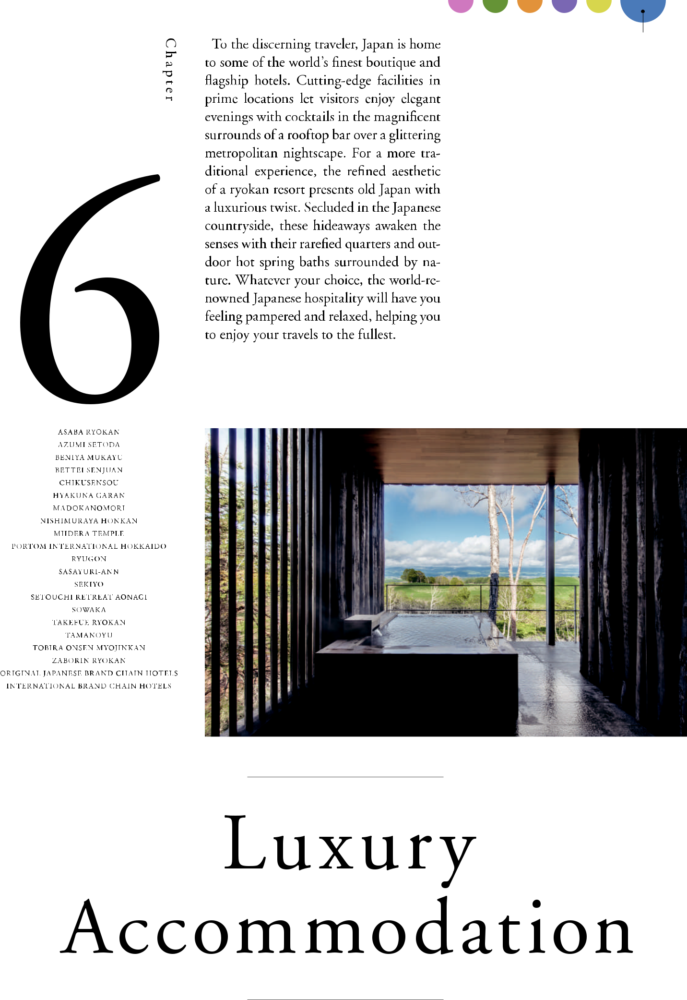 Chapter
6
To the discerning traveler, Japan is home
to some of the world’s finest boutique and
flagship hotels. Cutting-edge facilities in
prime locations let visitors enjoy elegant
evenings with cocktails in the magnificent
surrounds of a rooftop bar over a glittering
metropolitan nightscape. For a more tra-
ditional experience, the refined aesthetic
of a ryokan resort presents old Japan with
a luxurious twist. Secluded in the Japanese
countryside, these hideaways awaken the
senses with their rarefied quarters and out-
door hot spring baths surrounded by na-
ture. Whatever your choice, the world-re-
nowned Japanese hospitality will have you
feeling pampered and relaxed, helping you
to enjoy your travels to the fullest.
ASABA RYOKAN
AZUMI SETODA
BENIYA MUKAYU
BETTEI SENJUAN
CHIKUSENSOU
HYAKUNA GARAN
MADOKANOMORI
NISHIMURAYA HONKAN
MIIDERA TEMPLE
PORTOM INTERNATIONAL HOKKAIDO
RYUGON
SASAYURI-ANN
SEKIYO
SETOUCHI RETREAT AONAGI
SOWAKA
TAKEFUE RYOKAN
TAMANOYU
TOBIRA ONSEN MYOJINKAN
ZABORIN RYOKAN
ORIGINAL JAPANESE BRAND CHAIN HOTELS
INTERNATIONAL BRAND CHAIN HOTELS
Luxury
Accommodation